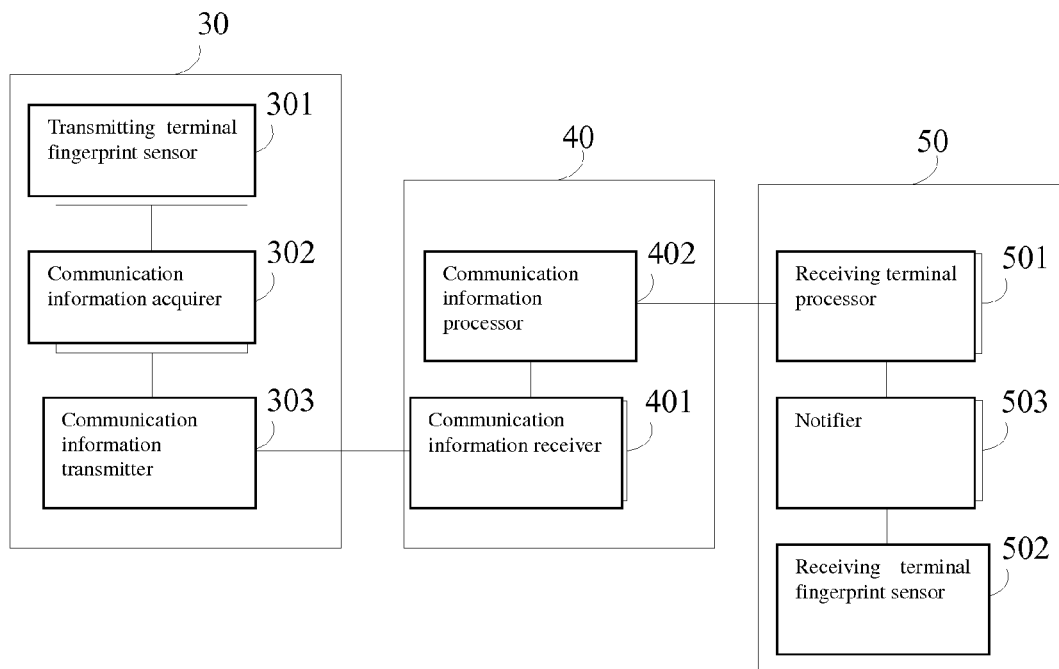 30
301
Transmitting terminal
fingerprint sensor
302
Communication
information acquirer
303
Communication
information
transmitter
40
402
Communication
information
processor
401
Communication
information receiver
50
501
Receiving terminal
processor
503
Notifier
502
Receiving terminal
fingerprint sensor